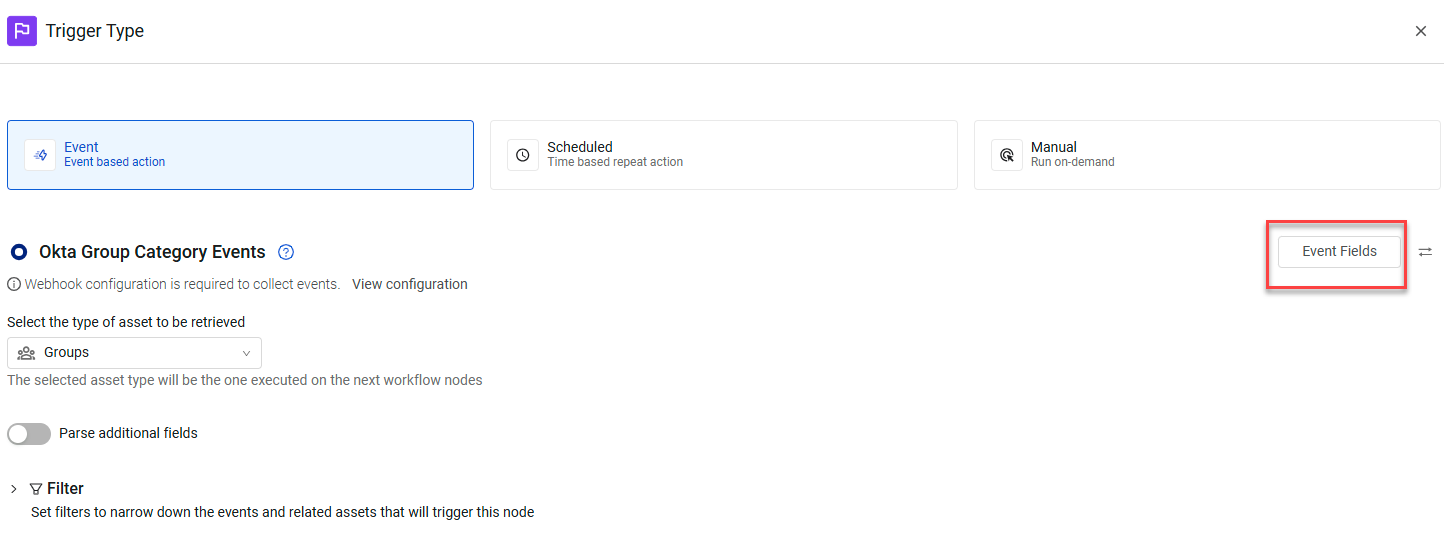 Trigger Type
Event
Event based action
Scheduled
Time based repeat action
Manual
Run on-demand
Okta Group Category Events
Event Fields
Webhook configuration is required to collect events. View configuration
Select the type of asset to be retrieved
Groups
The selected asset type will be the one executed on the next workflow nodes
Parse additional fields
Filter
Set filters to narrow down the events and related assets that will trigger this node